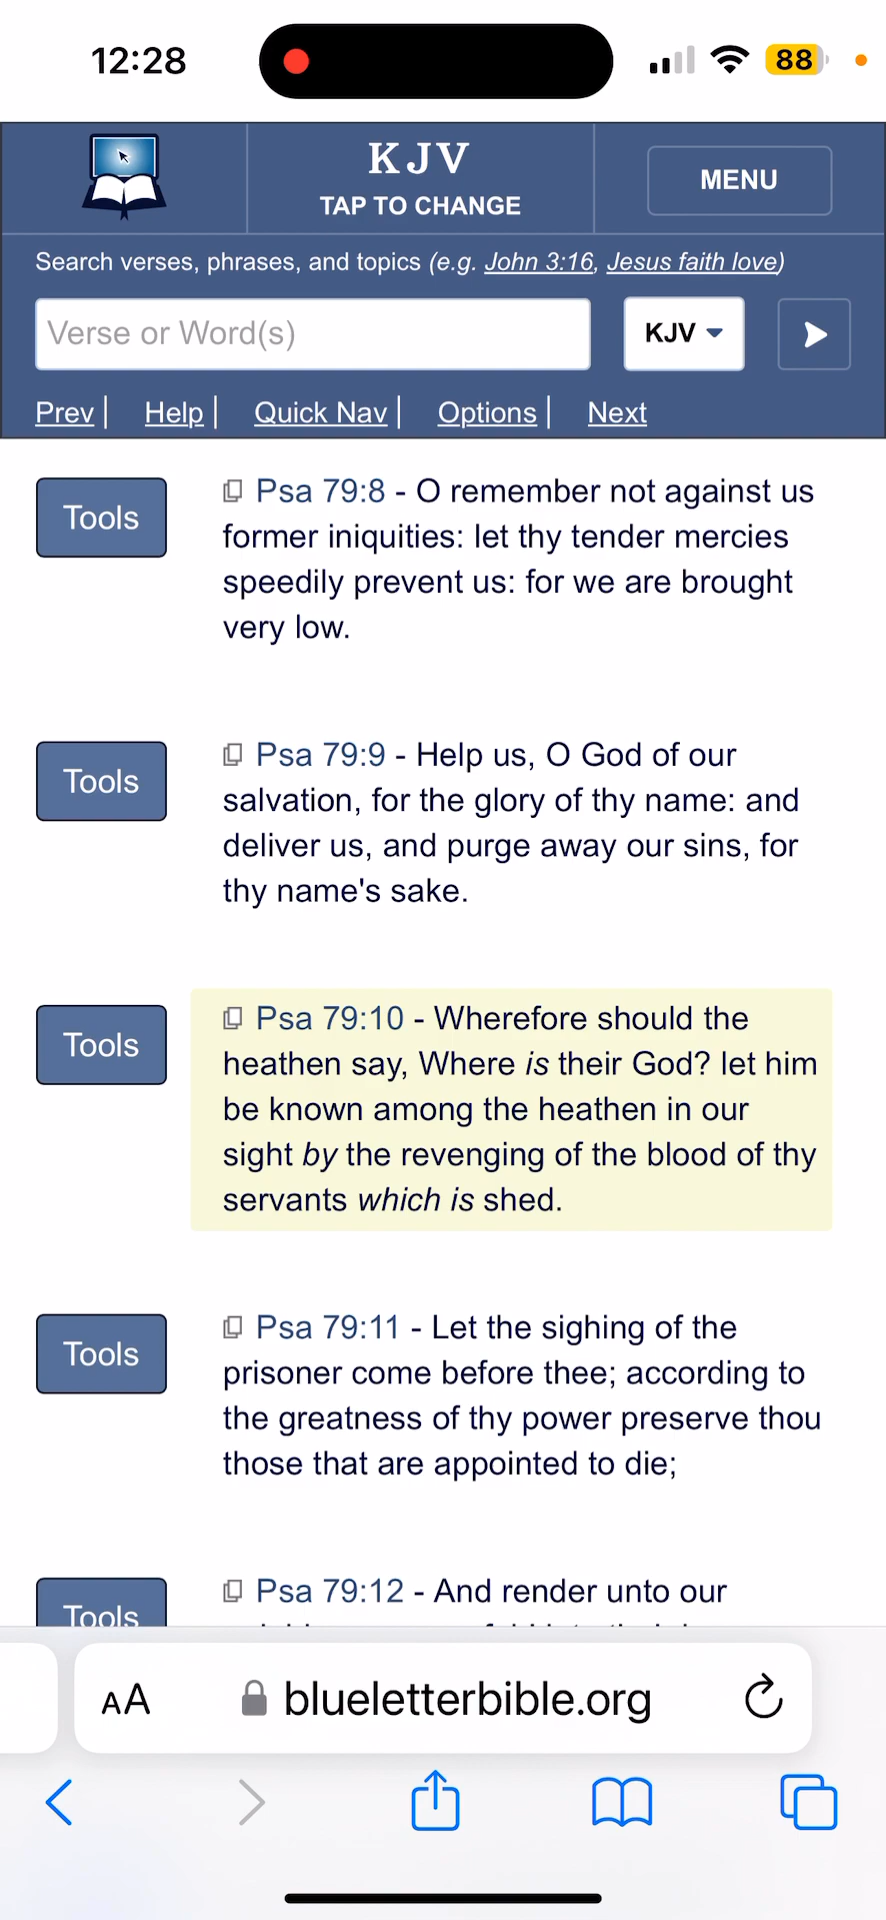 12:28
88
KJV
TAP TO CHANGE
MENU
Search verses, phrases, and topics (e.g. John 3:16, Jesus faith love)
Verse or Word(s)
KJV
Prev | Help | Quick Nav | Options | Next
Tools
Psa 79:8 - O remember not against us
former iniquities: let thy tender mercies
speedily prevent us: for we are brought
very low.
Tools
Psa 79:9 - Help us, O God of our
salvation, for the glory of thy name: and
deliver us, and purge away our sins, for
thy name's sake.
Tools
Psa 79:10 - Wherefore should the
heathen say, Where is their God? let him
be known among the heathen in our
sight by the revenging of the blood of thy
servants which is shed.
Tools
Psa 79:11 - Let the sighing of the
prisoner come before thee; according to
the greatness of thy power preserve thou
those that are appointed to die;
Tools
Psa 79:12 - And render unto our
AA
blueletterbible.org